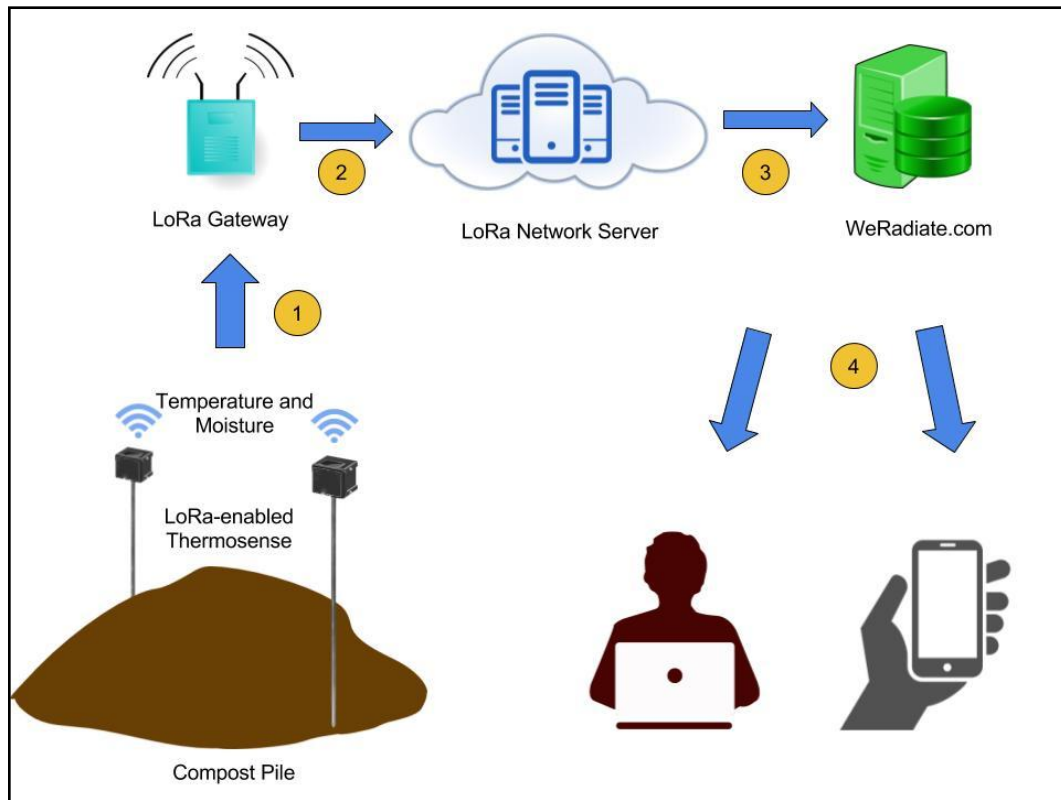 LoRa Gateway
2
LoRa Network Server
3
WeRadiate.com
1
4
Temperature and
Moisture
LoRa-enabled
Thermosense
Compost Pile